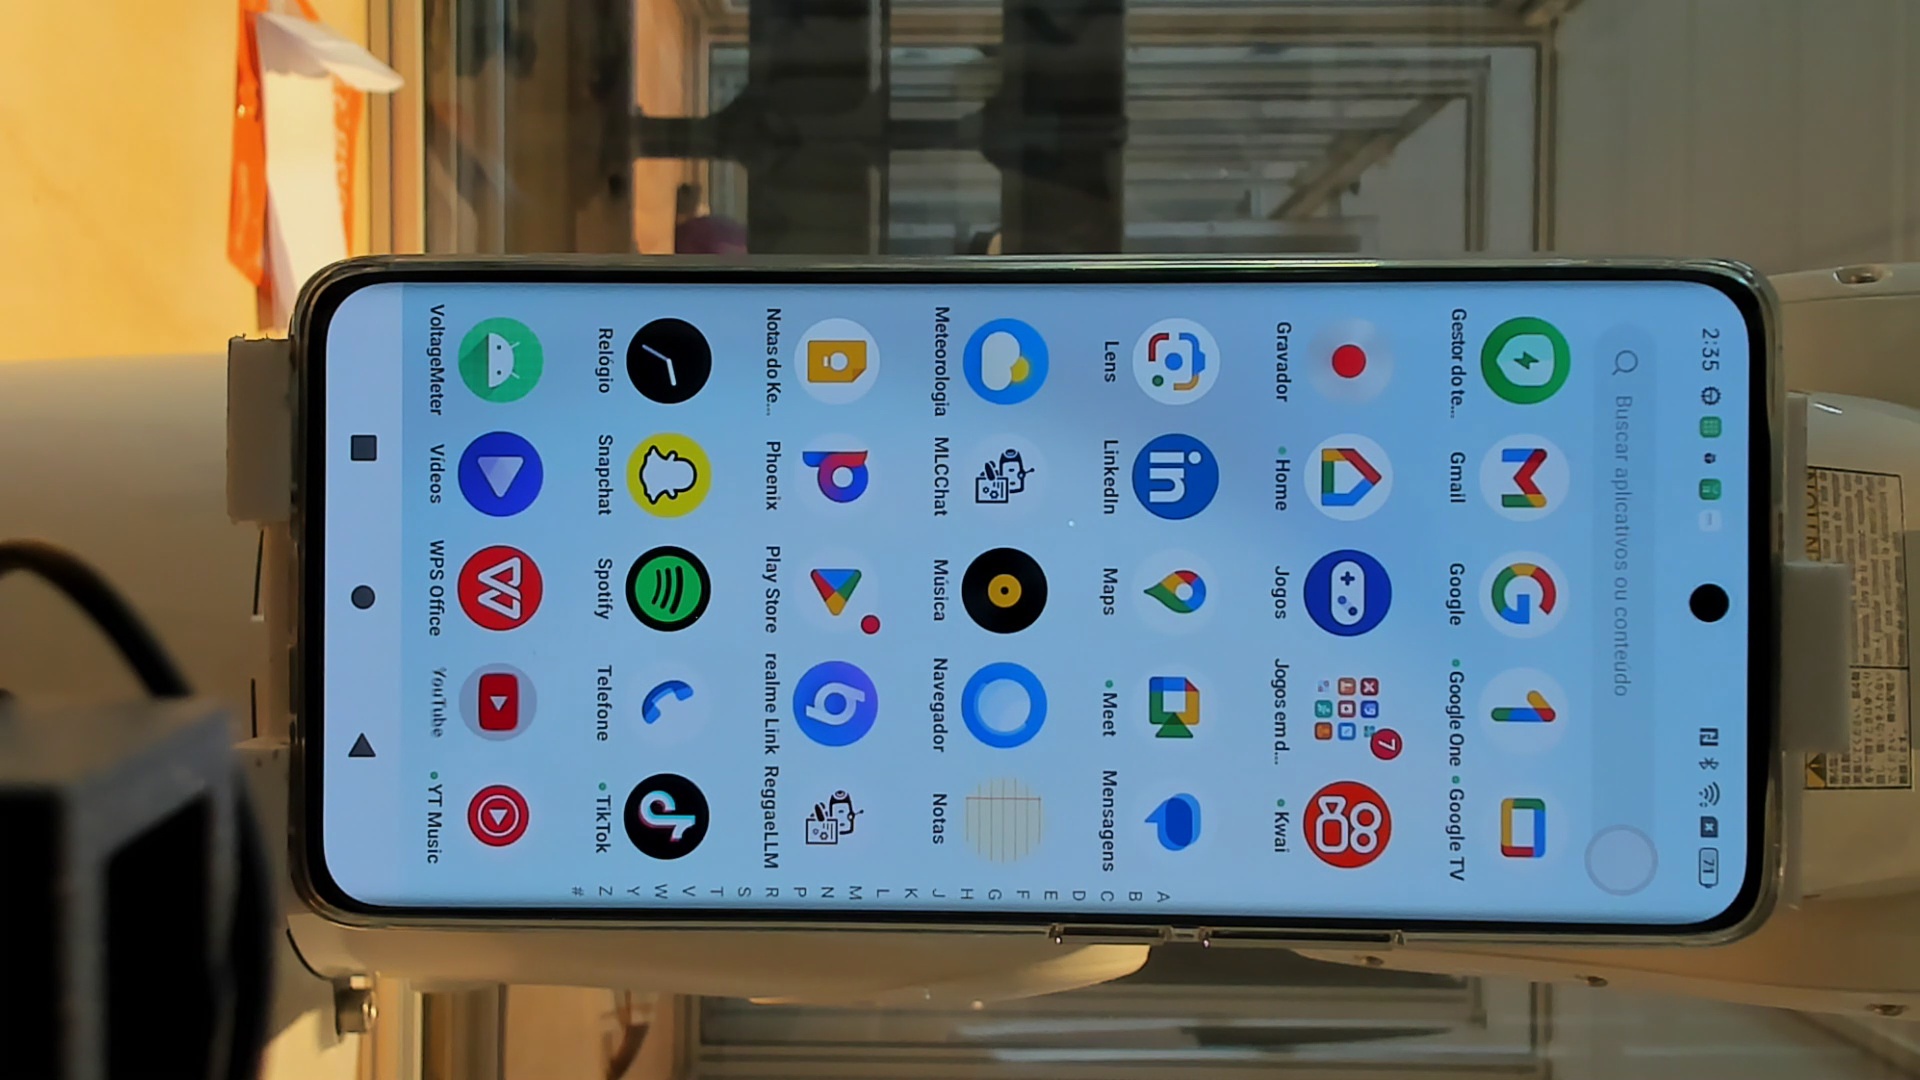 2:35
71
Buscar aplicativos ou conteúdo
Gestor do te...
Gmail
Google
Google One
Google TV
Gravador
Home
Jogos
Jogos em d...
7
Kwai
Lens
LinkedIn
Maps
Meet
Mensagens
Meteorologia
MLCChat
Música
Navegador
Notas
Notas do Ke...
Phoenix
Play Store
realme Link
ReggaeLLM
Relógio
Snapchat
Spotify
Telefone
TikTok
VoltageMeter
Vídeos
WPS Office
YouTube
YT Music
A
B
C
D
E
F
G
H
J
K
L
M
N
P
R
S
T
V
W
Y
Z
#